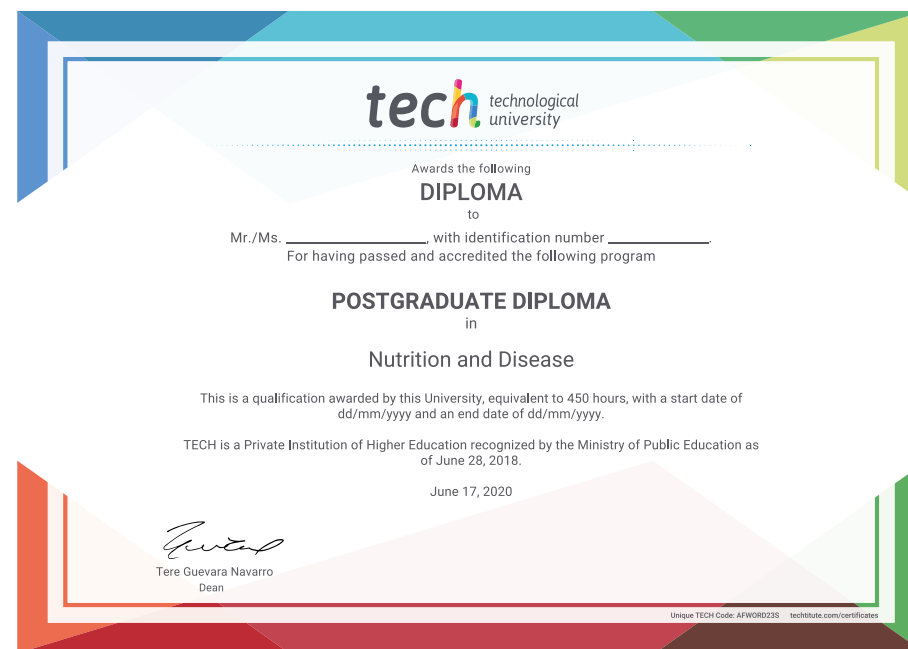 tech technological
university
Awards the following
DIPLOMA
to
Mr./Ms. ____________________, with identification number ______________.
For having passed and accredited the following program
POSTGRADUATE DIPLOMA
in
Nutrition and Disease
This is a qualification awarded by this University, equivalent to 450 hours, with a start date of
dd/mm/yyyy and an end date of dd/mm/yyyy.
TECH is a Private Institution of Higher Education recognized by the Ministry of Public Education as
of June 28, 2018.
June 17, 2020
Tere Guevara Navarro
Dean
Unique TECH Code: AFWORD23S techtitute.com/certificates